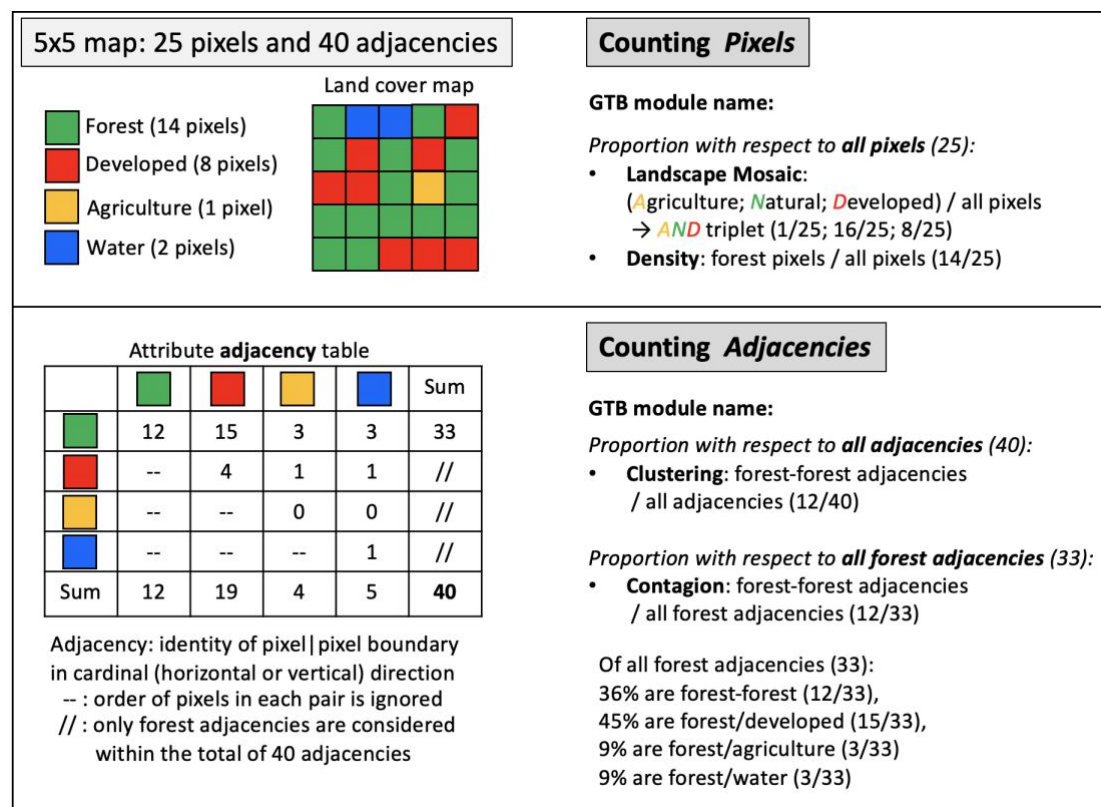 5x5 map: 25 pixels and 40 adjacencies
Land cover map
Forest (14 pixels)
Developed (8 pixels)
Agriculture (1 pixel)
Water (2 pixels)
Counting Pixels
GTB module name:
Proportion with respect to all pixels (25):
• Landscape Mosaic:
(Agriculture; Natural; Developed) / all pixels
→ AND triplet (1/25; 16/25; 8/25)
• Density: forest pixels / all pixels (14/25)
Attribute adjacency table
Sum
12 15 3 3 33
-- 4 1 1 //
-- -- 0 0 //
-- -- -- 1 //
Sum 12 19 4 5 40
Adjacency: identity of pixel|pixel boundary
in cardinal (horizontal or vertical) direction
-- : order of pixels in each pair is ignored
// : only forest adjacencies are considered
within the total of 40 adjacencies
Counting Adjacencies
GTB module name:
Proportion with respect to all adjacencies (40):
• Clustering: forest-forest adjacencies
/ all adjacencies (12/40)
Proportion with respect to all forest adjacencies (33):
• Contagion: forest-forest adjacencies
/ all forest adjacencies (12/33)
Of all forest adjacencies (33):
36% are forest-forest (12/33),
45% are forest/developed (15/33),
9% are forest/agriculture (3/33)
9% are forest/water (3/33)